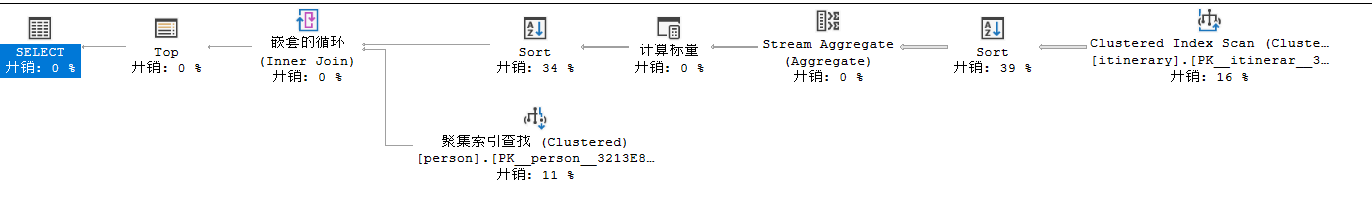 SELECT
开销: 0 %
Top
开销: 0 %
嵌套的循环
(Inner Join)
开销: 0 %
Sort
开销: 34 %
计算标量
开销: 0 %
Stream Aggregate
(Aggregate)
开销: 0 %
Sort
开销: 39 %
Clustered Index Scan (Cluste…
[itinerary].[PK__itinerar__3…
开销: 16 %
聚集索引查找 (Clustered)
[person].[PK__person__3213E8…
开销: 11 %